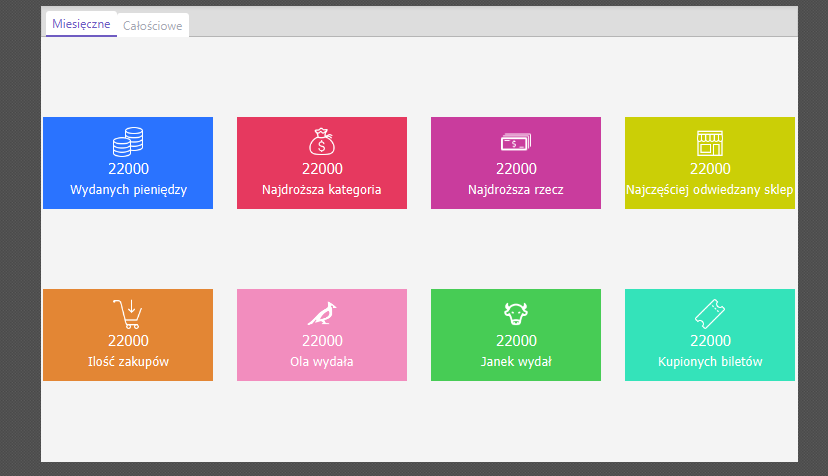 Miesięczne
Całościowe
22000
Wydanych pieniędzy
22000
Najdroższa kategoria
22000
Najdroższa rzecz
22000
Najczęściej odwiedzany sklep
22000
Ilość zakupów
22000
Ola wydała
22000
Janek wydał
22000
Kupionych biletów